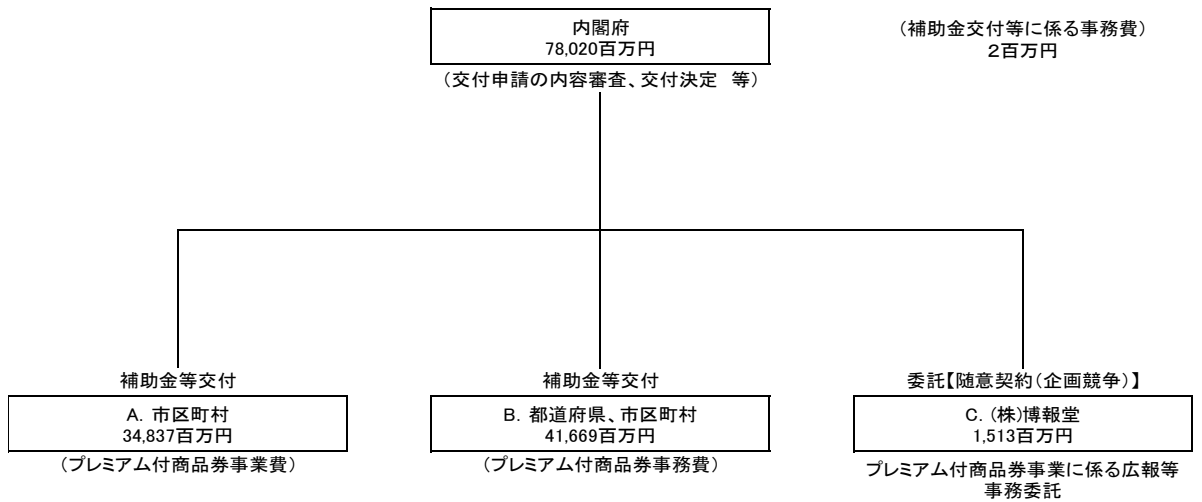 内閣府
78,020百万円
(補助金交付等に係る事務費)
2百万円
(交付申請の内容審査、交付決定　等)
補助金等交付
A. 市区町村
34,837百万円
(プレミアム付商品券事業費)
補助金等交付
B. 都道府県、市区町村
41,669百万円
(プレミアム付商品券事務費)
委託【随意契約(企画競争)】
C. (株)博報堂
1,513百万円
プレミアム付商品券事業に係る広報等
事務委託